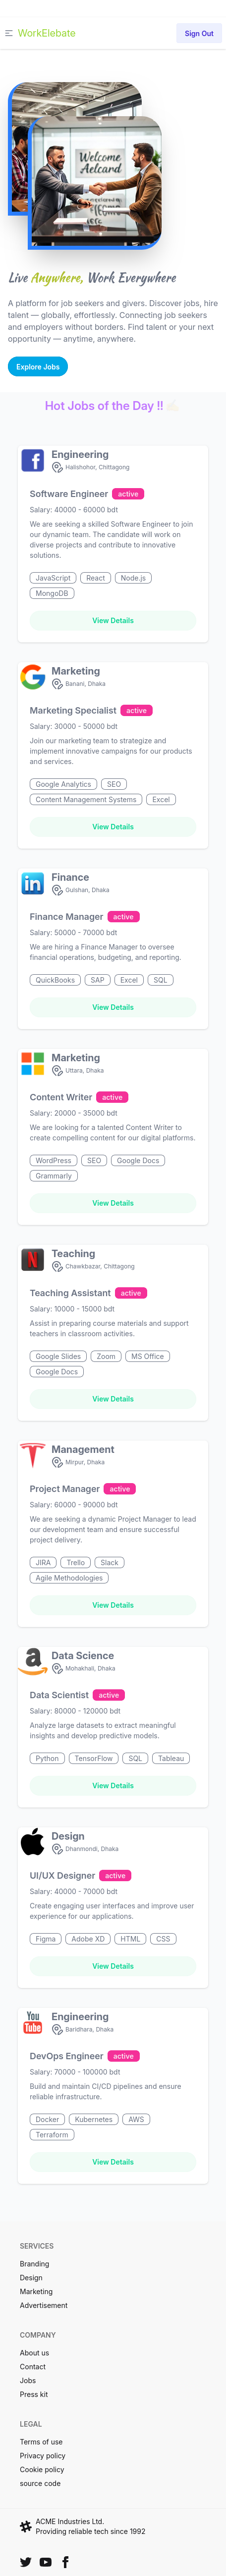 WorkElebate
Sign Out
Live Anywhere, Work Everywhere
A platform for job seekers and givers. Discover jobs, hire
talent — globally, effortlessly. Connecting job seekers
and employers without borders. Find talent or your next
opportunity — anytime, anywhere.
Explore Jobs
Hot Jobs of the Day !!
Engineering
Halishohor, Chittagong
Software Engineer active
Salary: 40000 - 60000 bdt
We are seeking a skilled Software Engineer to join
our dynamic team. The candidate will work on
diverse projects and contribute to innovative
solutions.
JavaScript React Node.js
MongoDB
View Details
Marketing
Banani, Dhaka
Marketing Specialist active
Salary: 30000 - 50000 bdt
Join our marketing team to strategize and
implement innovative campaigns for our products
and services.
Google Analytics SEO
Content Management Systems Excel
View Details
Finance
Gulshan, Dhaka
Finance Manager active
Salary: 50000 - 70000 bdt
We are hiring a Finance Manager to oversee
financial operations, budgeting, and reporting.
QuickBooks SAP Excel SQL
View Details
Marketing
Uttara, Dhaka
Content Writer active
Salary: 20000 - 35000 bdt
We are looking for a talented Content Writer to
create compelling content for our digital platforms.
WordPress SEO Google Docs
Grammarly
View Details
Teaching
Chawkbazar, Chittagong
Teaching Assistant active
Salary: 10000 - 15000 bdt
Assist in preparing course materials and support
teachers in classroom activities.
Google Slides Zoom MS Office
Google Docs
View Details
Management
Mirpur, Dhaka
Project Manager active
Salary: 60000 - 90000 bdt
We are seeking a dynamic Project Manager to lead
our development team and ensure successful
project delivery.
JIRA Trello Slack
Agile Methodologies
View Details
Data Science
Mohakhali, Dhaka
Data Scientist active
Salary: 80000 - 120000 bdt
Analyze large datasets to extract meaningful
insights and develop predictive models.
Python TensorFlow SQL Tableau
View Details
Design
Dhanmondi, Dhaka
UI/UX Designer active
Salary: 40000 - 70000 bdt
Create engaging user interfaces and improve user
experience for our applications.
Figma Adobe XD HTML CSS
View Details
Engineering
Baridhara, Dhaka
DevOps Engineer active
Salary: 70000 - 100000 bdt
Build and maintain CI/CD pipelines and ensure
reliable infrastructure.
Docker Kubernetes AWS
Terraform
View Details
SERVICES
Branding
Design
Marketing
Advertisement
COMPANY
About us
Contact
Jobs
Press kit
LEGAL
Terms of use
Privacy policy
Cookie policy
source code
ACME Industries Ltd.
Providing reliable tech since 1992